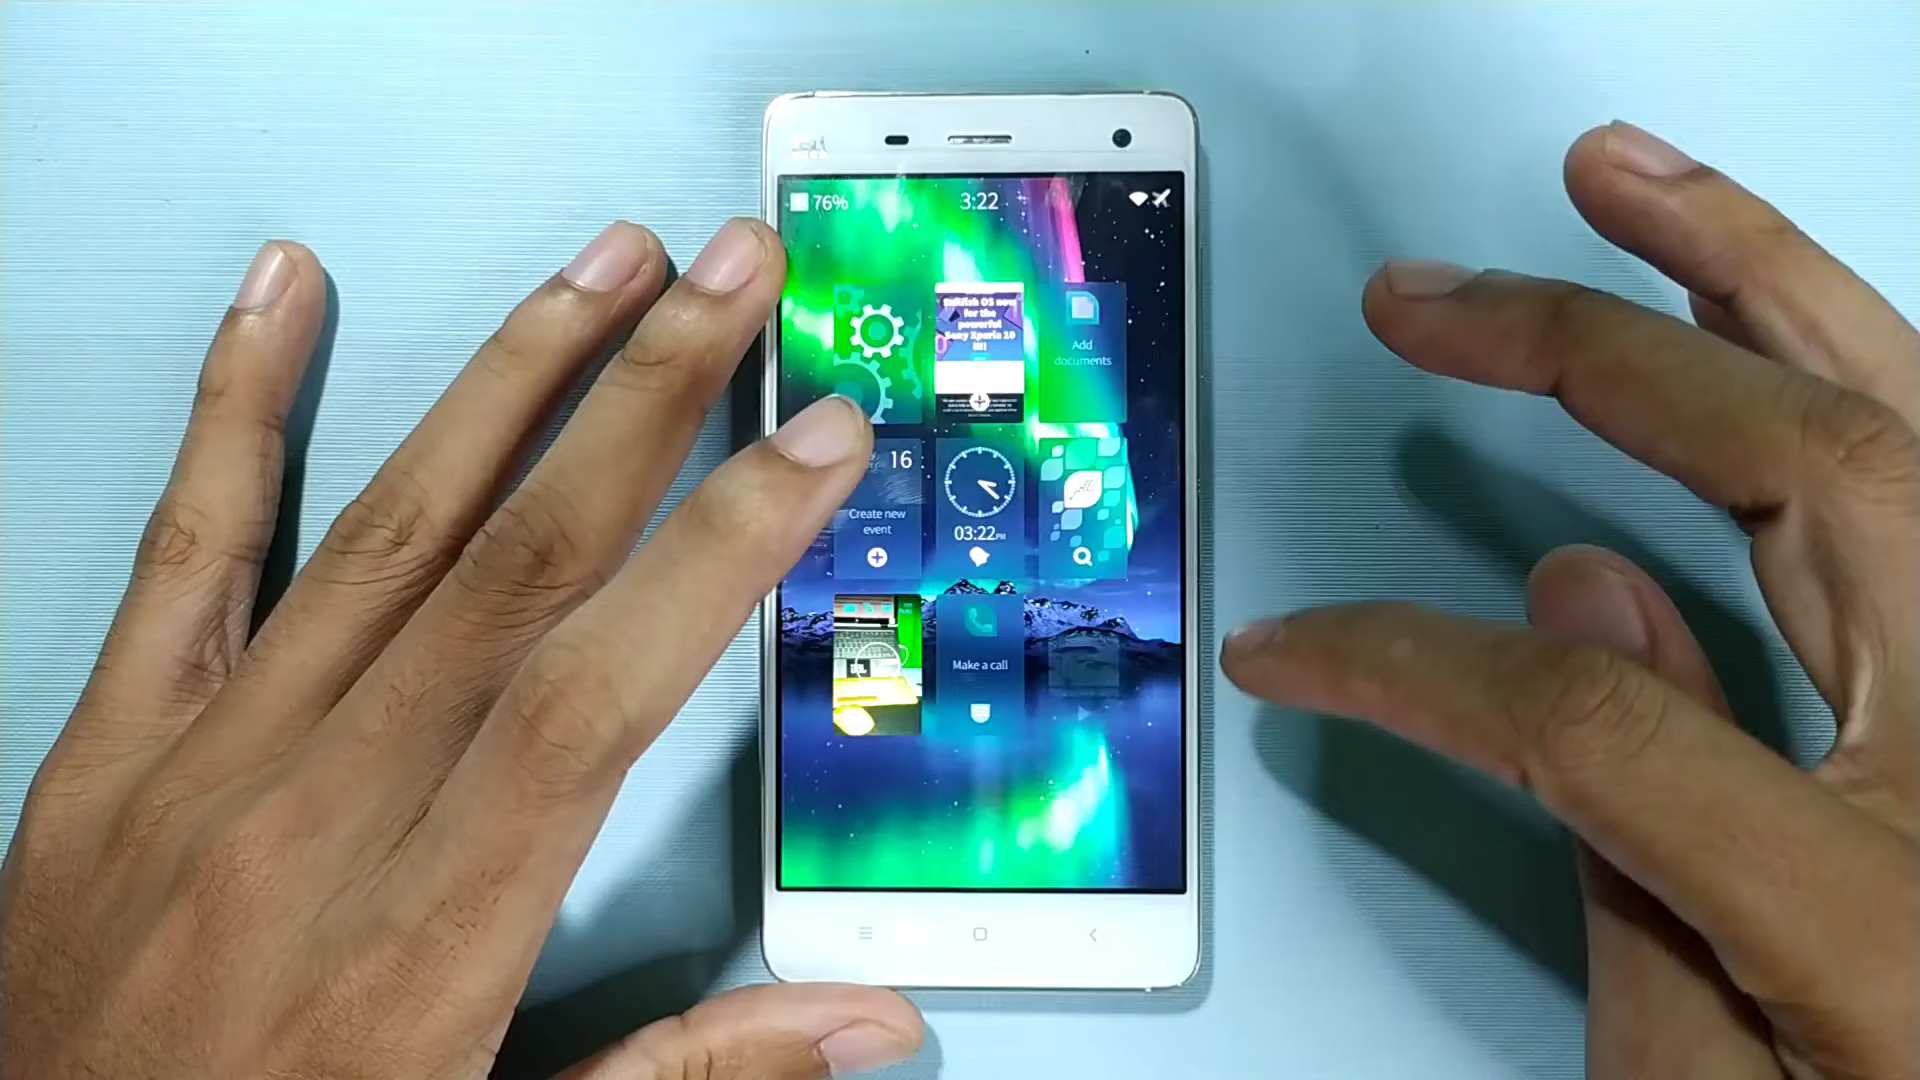 76%
3:22
Sailfish OS now
for the
powerful
Sony Xperia 10
III!
Add
documents
16
Create new
event
03:22PM
Make a call